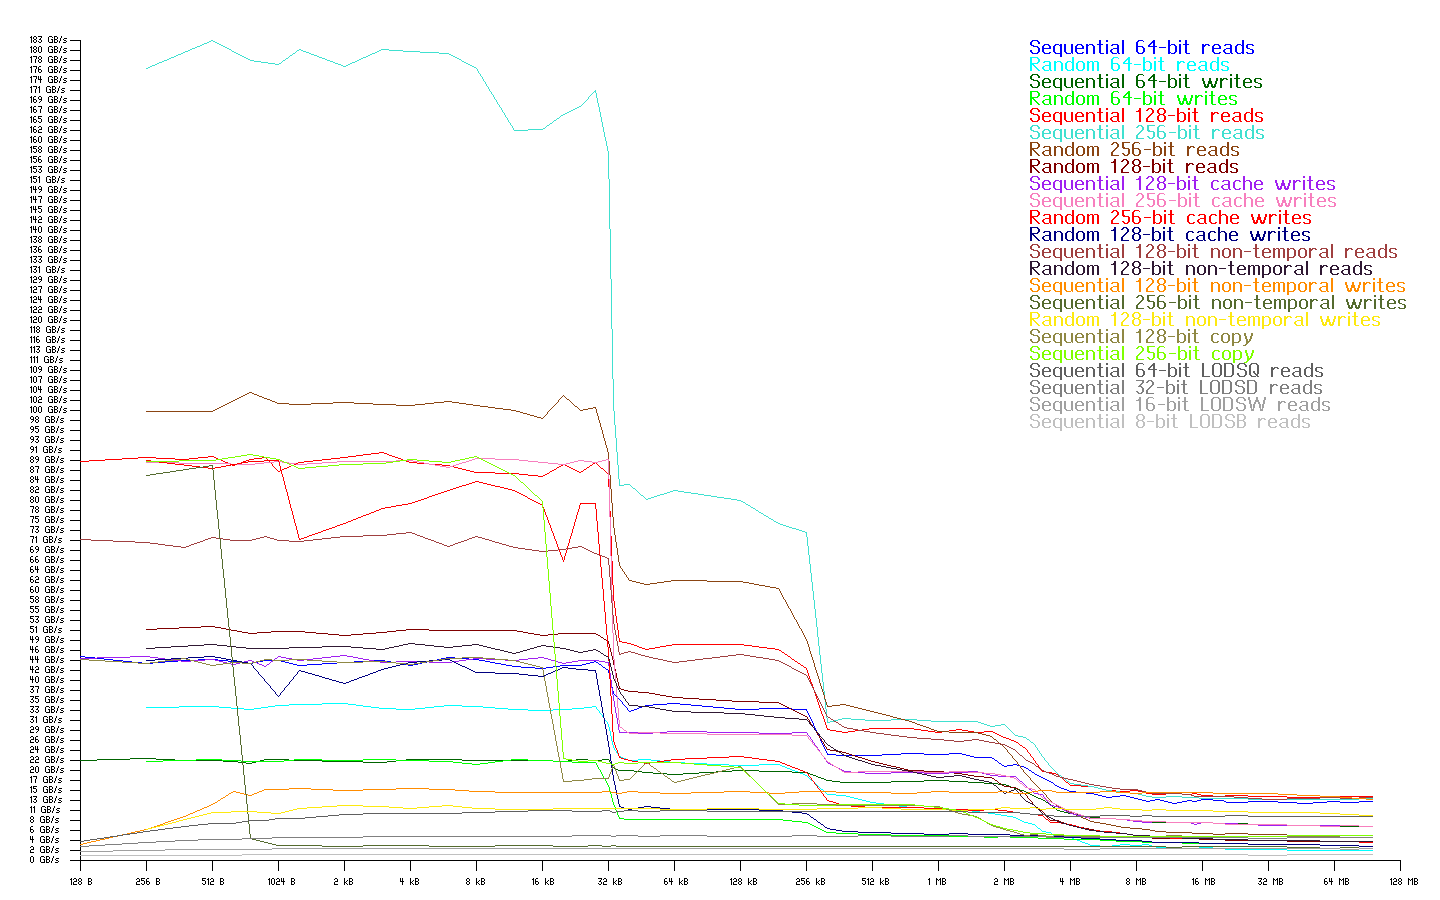 183 GB/s
180 GB/s
178 GB/s
176 GB/s
174 GB/s
171 GB/s
169 GB/s
167 GB/s
165 GB/s
162 GB/s
160 GB/s
158 GB/s
156 GB/s
153 GB/s
151 GB/s
149 GB/s
147 GB/s
145 GB/s
142 GB/s
140 GB/s
138 GB/s
136 GB/s
133 GB/s
131 GB/s
129 GB/s
127 GB/s
124 GB/s
122 GB/s
120 GB/s
118 GB/s
116 GB/s
113 GB/s
111 GB/s
109 GB/s
107 GB/s
104 GB/s
102 GB/s
100 GB/s
98 GB/s
95 GB/s
93 GB/s
91 GB/s
89 GB/s
87 GB/s
84 GB/s
82 GB/s
80 GB/s
78 GB/s
75 GB/s
73 GB/s
71 GB/s
69 GB/s
66 GB/s
64 GB/s
62 GB/s
60 GB/s
58 GB/s
55 GB/s
53 GB/s
51 GB/s
49 GB/s
46 GB/s
44 GB/s
42 GB/s
40 GB/s
37 GB/s
35 GB/s
33 GB/s
31 GB/s
29 GB/s
26 GB/s
24 GB/s
22 GB/s
20 GB/s
17 GB/s
15 GB/s
13 GB/s
11 GB/s
8 GB/s
6 GB/s
4 GB/s
2 GB/s
0 GB/s
128 B 256 B 512 B 1024 B 2 kB 4 kB 8 kB 16 kB 32 kB 64 kB 128 kB 256 kB 512 kB 1 MB 2 MB 4 MB 8 MB 16 MB 32 MB 64 MB 128 MB
Sequential 64-bit reads
Random 64-bit reads
Sequential 64-bit writes
Random 64-bit writes
Sequential 128-bit reads
Sequential 256-bit reads
Random 256-bit reads
Random 128-bit reads
Sequential 128-bit cache writes
Sequential 256-bit cache writes
Random 256-bit cache writes
Random 128-bit cache writes
Sequential 128-bit non-temporal reads
Random 128-bit non-temporal reads
Sequential 128-bit non-temporal writes
Sequential 256-bit non-temporal writes
Random 128-bit non-temporal writes
Sequential 128-bit copy
Sequential 256-bit copy
Sequential 64-bit LODSQ reads
Sequential 32-bit LODSD reads
Sequential 16-bit LODSW reads
Sequential 8-bit LODSB reads